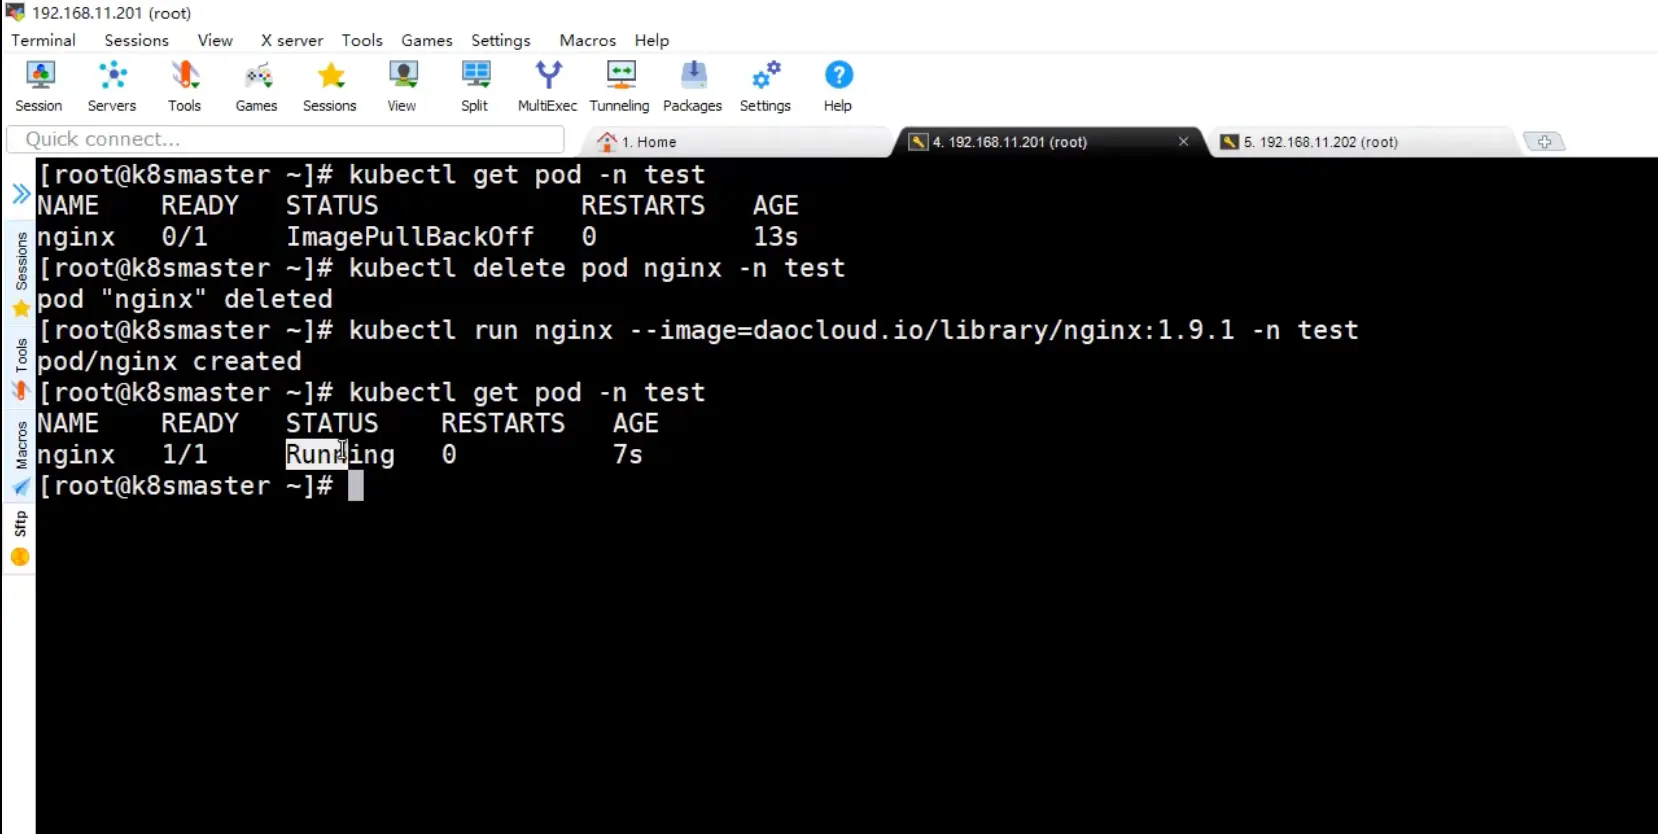 192.168.11.201 (root)
Terminal Sessions View X server Tools Games Settings Macros Help
Session Servers Tools Games Sessions View Split MultiExec Tunneling Packages Settings Help
Quick connect...
1. Home
4. 192.168.11.201 (root)
5. 192.168.11.202 (root)
Sessions
Tools
Macros
Sftp
[root@k8smaster ~]# kubectl get pod -n test
NAME READY STATUS RESTARTS AGE
nginx 0/1 ImagePullBackOff 0 13s
[root@k8smaster ~]# kubectl delete pod nginx -n test
pod "nginx" deleted
[root@k8smaster ~]# kubectl run nginx --image=daocloud.io/library/nginx:1.9.1 -n test
pod/nginx created
[root@k8smaster ~]# kubectl get pod -n test
NAME READY STATUS RESTARTS AGE
nginx 1/1 Running 0 7s
[root@k8smaster ~]#